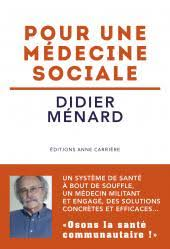 POUR UNE
MÉDECINE
SOCIALE
DIDIER
MÉNARD
ÉDITIONS ANNE CARRIÈRE
UN SYSTÈME DE SANTÉ
À BOUT DE SOUFFLE,
UN MÉDECIN MILITANT
ET ENGAGÉ, DES SOLUTIONS
CONCRÈTES ET EFFICACES...
«Osons la santé
communautaire !»